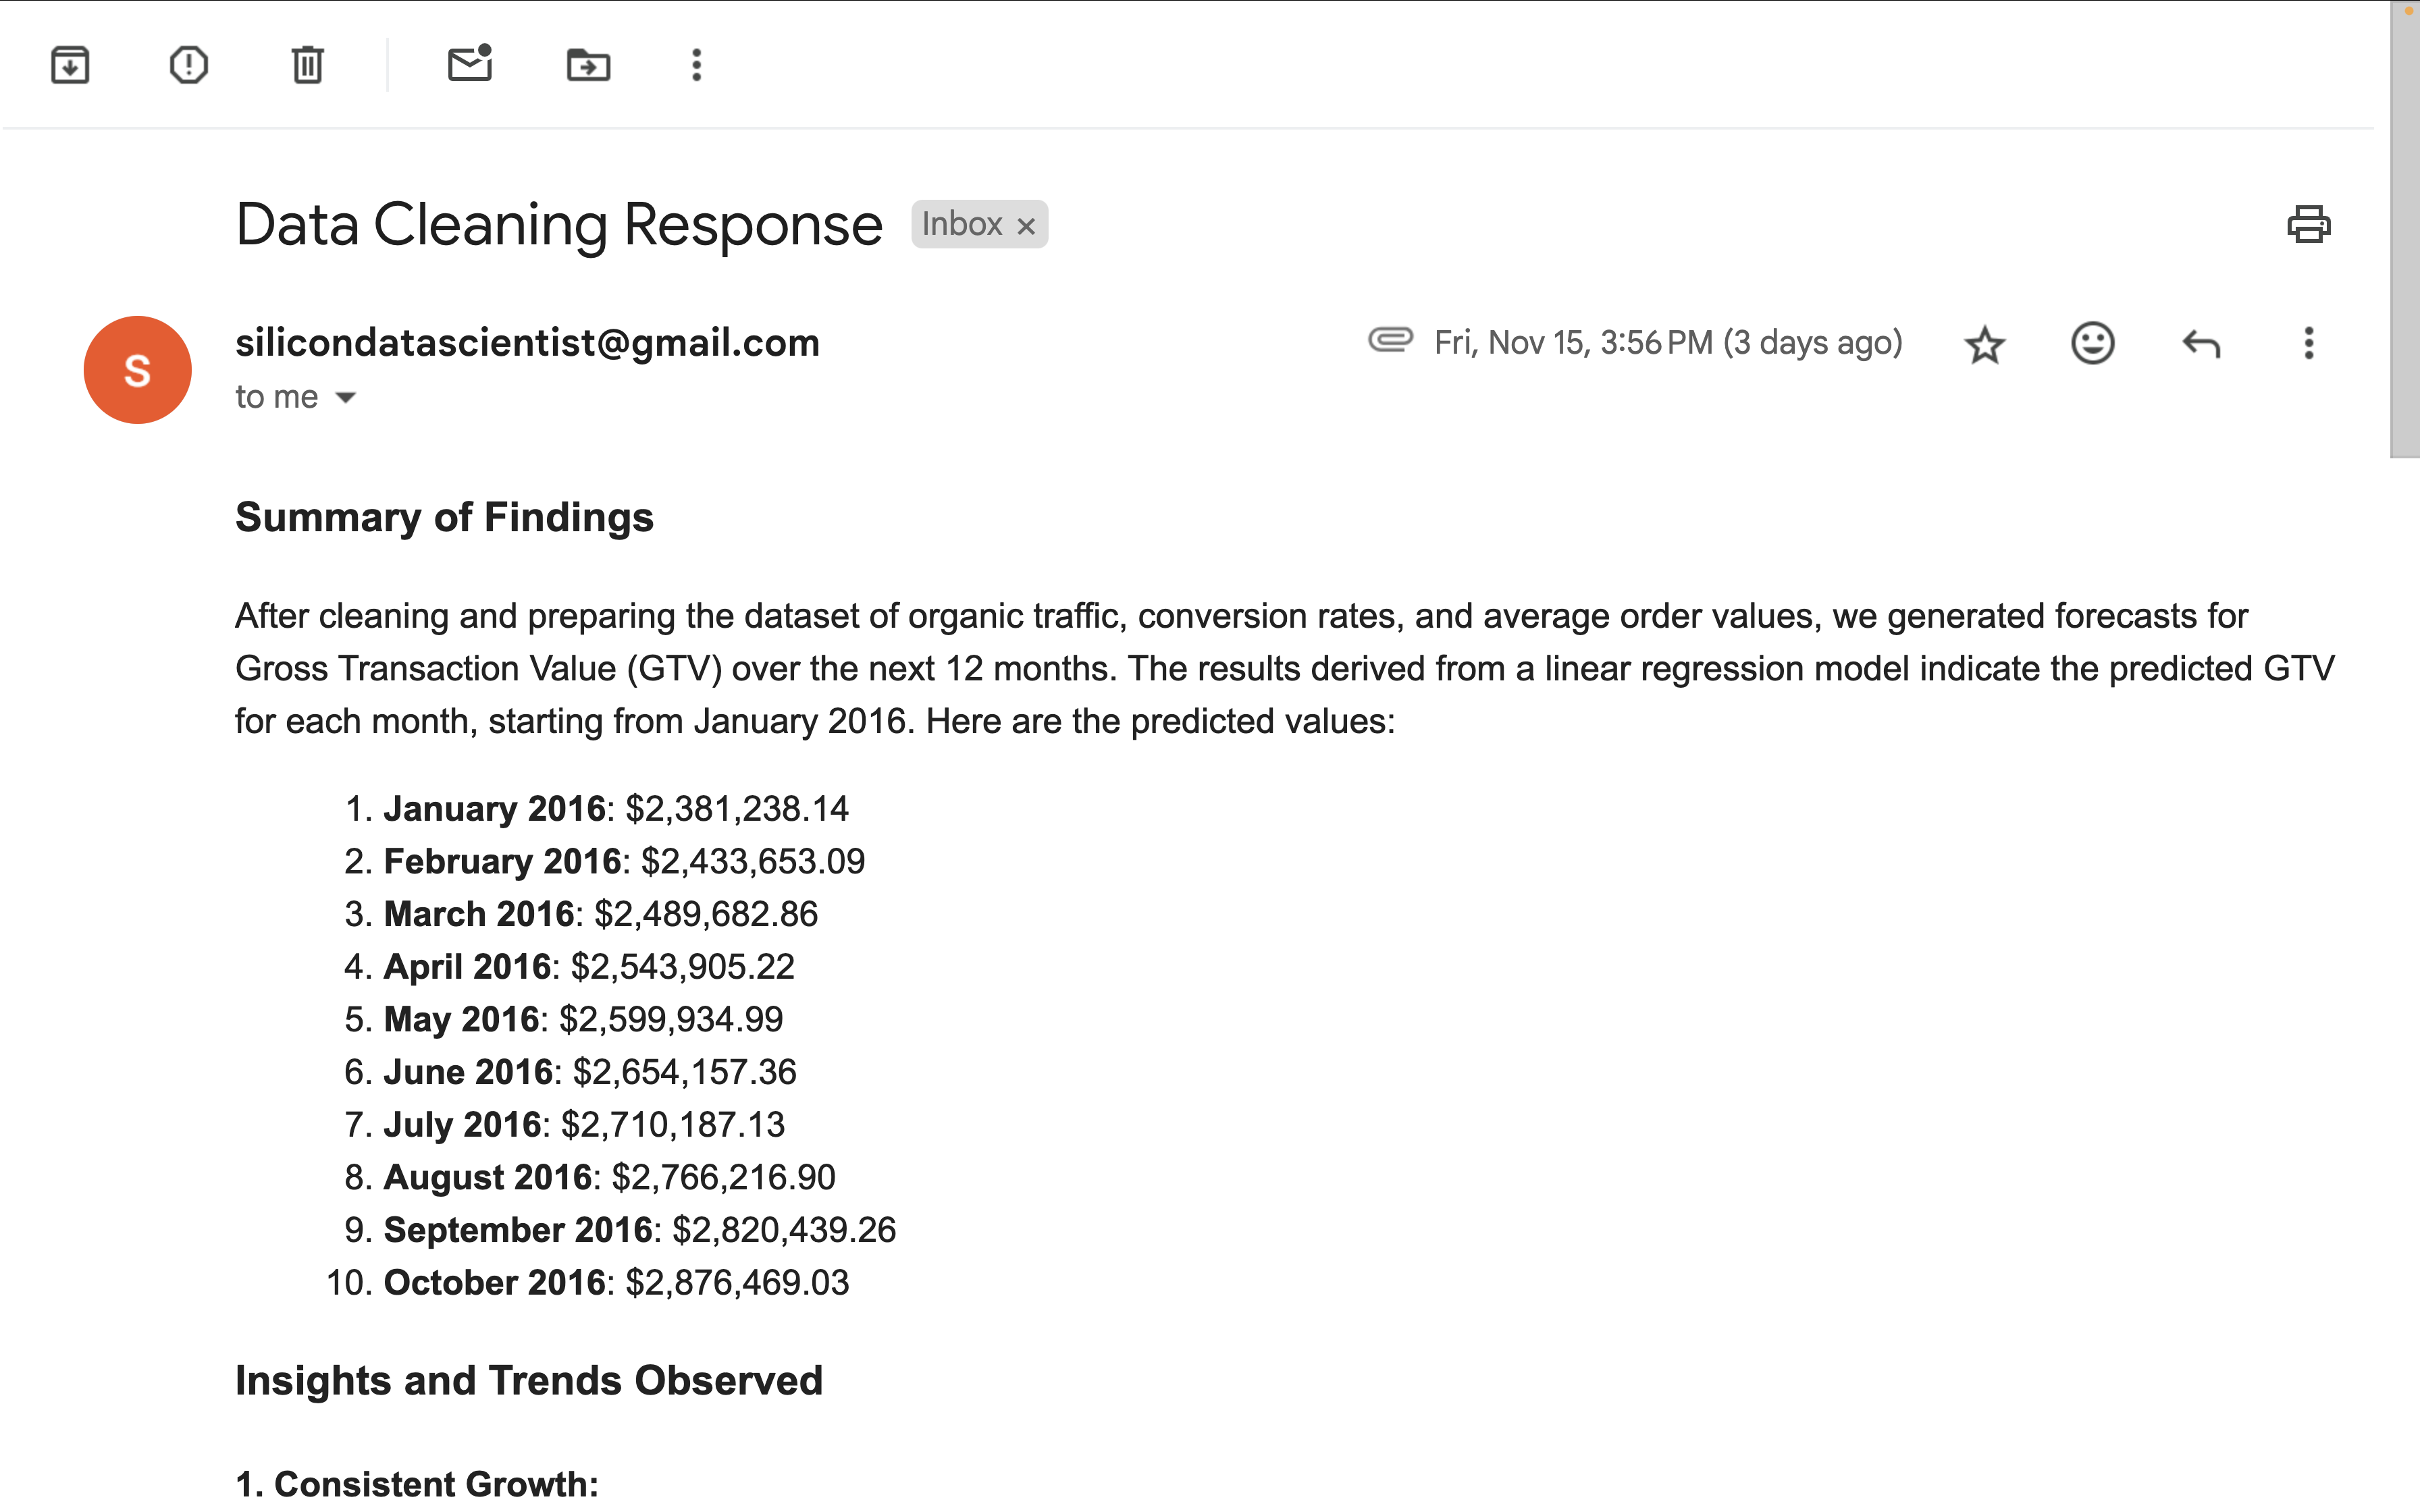 Data Cleaning Response Inbox ×
silicondatascientist@gmail.com Fri, Nov 15, 3:56 PM (3 days ago)
S
to me
Summary of Findings
After cleaning and preparing the dataset of organic traffic, conversion rates, and average order values, we generated forecasts for
Gross Transaction Value (GTV) over the next 12 months. The results derived from a linear regression model indicate the predicted GTV
for each month, starting from January 2016. Here are the predicted values:
1. January 2016: $2,381,238.14
2. February 2016: $2,433,653.09
3. March 2016: $2,489,682.86
4. April 2016: $2,543,905.22
5. May 2016: $2,599,934.99
6. June 2016: $2,654,157.36
7. July 2016: $2,710,187.13
8. August 2016: $2,766,216.90
9. September 2016: $2,820,439.26
10. October 2016: $2,876,469.03
Insights and Trends Observed
1. Consistent Growth: